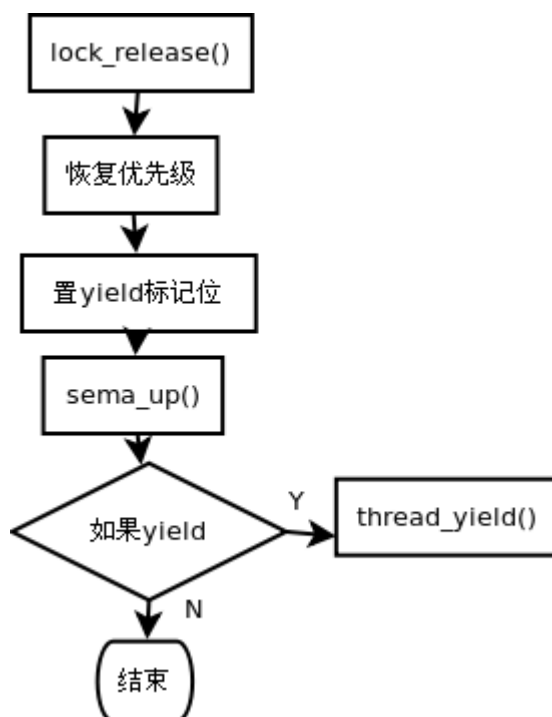 lock_release()
恢复优先级
置yield标记位
sema_up()
如果yield
Y
thread_yield()
N
结束